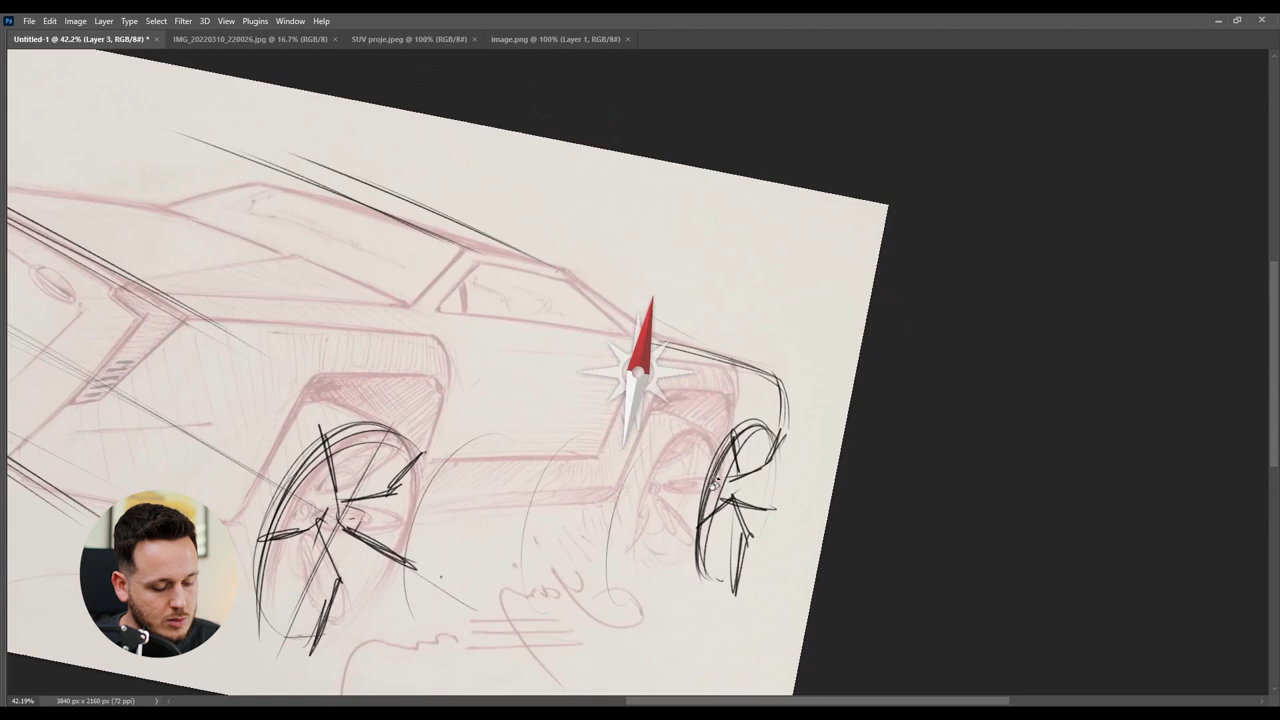 Ps File Edit Image Layer Type Select Filter 3D View Plugins Window Help
Untitled-1 @ 42.2% (Layer 3, RGB/8#) * × IMG_20220310_220026.jpg @ 16.7% (RGB/8) × SUV proje.jpeg @ 100% (RGB/8#) × image.png @ 100% (Layer 1, RGB/8#) ×
42.19% 3840 px x 2160 px (72 ppi)